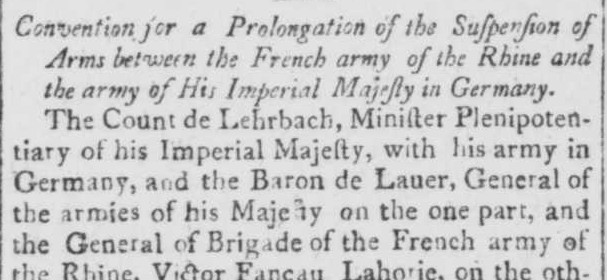 Convention for a Prolongation of the Suſpenſion of
Arms between the French army of the Rhine and
the army of His Imperial Majeſty in Germany.
The Count de Lehrbach, Miniſter Plenipoten-
tiary of his Imperial Majeſty, with his army in
Germany, and the Baron de Lauer, General of
the armies of his Majeſty on the one part, and
the General of Brigade of the French army of
the Rhine, Victor Fancau Lahorie, on the oth-